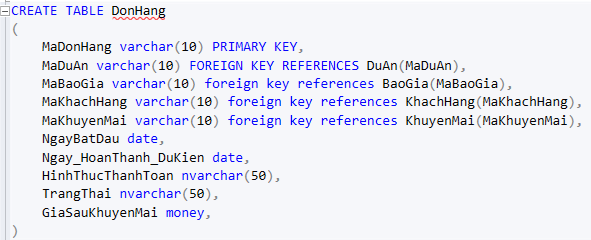 CREATE TABLE DonHang
(
MaDonHang varchar(10) PRIMARY KEY,
MaDuAn varchar(10) FOREIGN KEY REFERENCES DuAn(MaDuAn),
MaBaoGia varchar(10) foreign key references BaoGia(MaBaoGia),
MaKhachHang varchar(10) foreign key references KhachHang(MaKhachHang),
MaKhuyenMai varchar(10) foreign key references KhuyenMai(MaKhuyenMai),
NgayBatDau date,
Ngay_HoanThanh_DuKien date,
HinhThucThanhToan nvarchar(50),
TrangThai nvarchar(50),
GiaSauKhuyenMai money,
)